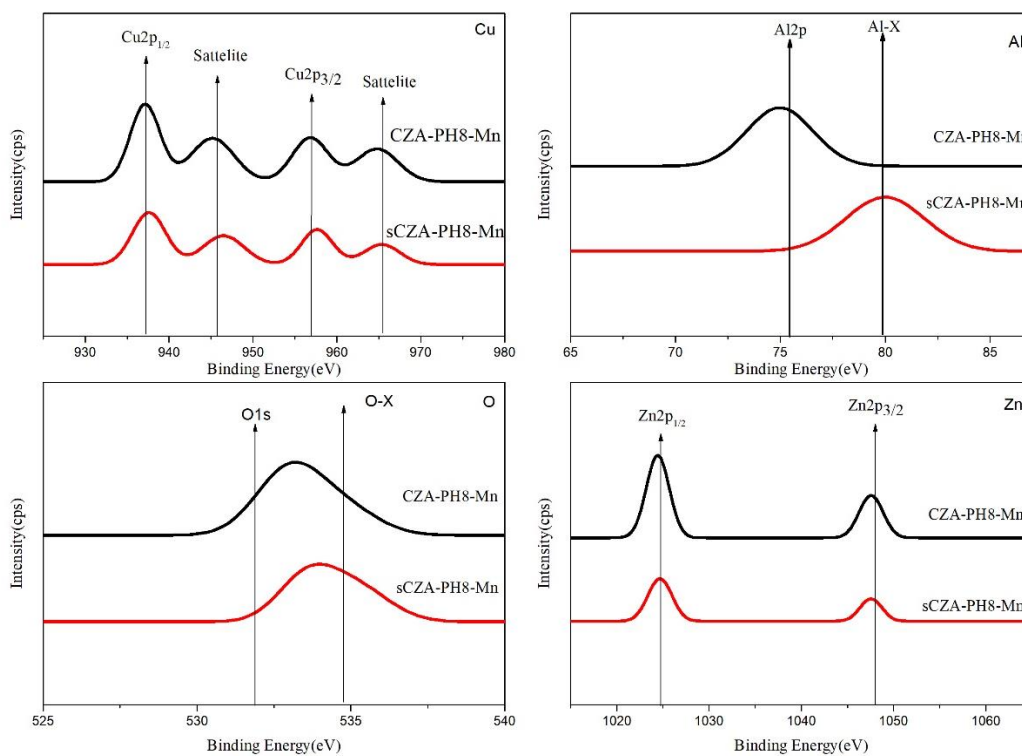 Cu
Cu2p1/2
Sattelite
Cu2p3/2
Sattelite
CZA-PH8-Mn
sCZA-PH8-Mn
Intensity(cps)
930 940 950 960 970 980
Binding Energy(eV)
Al
Al2p
Al-X
CZA-PH8-Mn
sCZA-PH8-Mn
Intensity(cps)
65 70 75 80 85
Binding Energy(eV)
O
O1s
O-X
CZA-PH8-Mn
sCZA-PH8-Mn
Intensity(cps)
525 530 535 540
Binding Energy(eV)
Zn
Zn2p1/2
Zn2p3/2
CZA-PH8-Mn
sCZA-PH8-Mn
Intensity(cps)
1020 1030 1040 1050 1060
Binding Energy(eV)